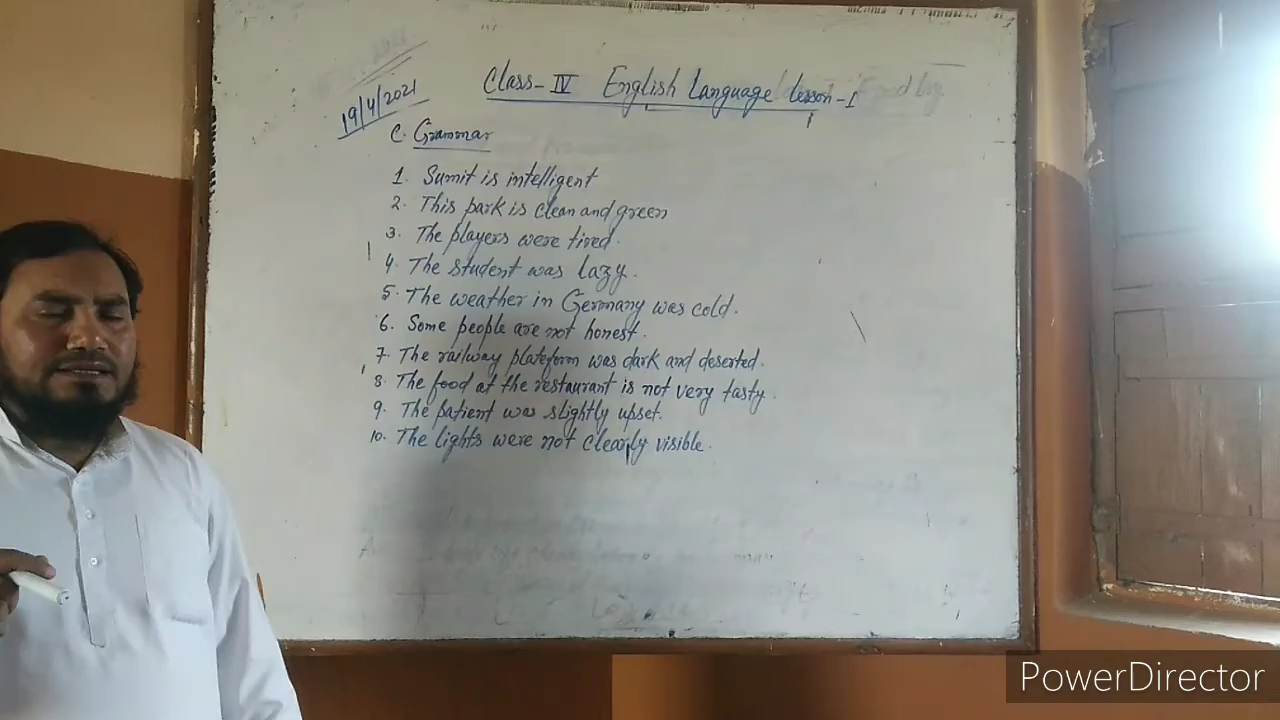 19/4/2021
Class-IV English Language Lesson-1
C. Grammar
1. Sumit is intelligent
2. This park is clean and green
3. The players were tired.
4. The student was lazy.
5. The weather in Germany was cold.
6. Some people are not honest.
7. The railway plateform was dark and deserted.
8. The food at the restaurant is not very tasty.
9. The patient was slightly upset.
10. The lights were not clearly visible.
PowerDirector